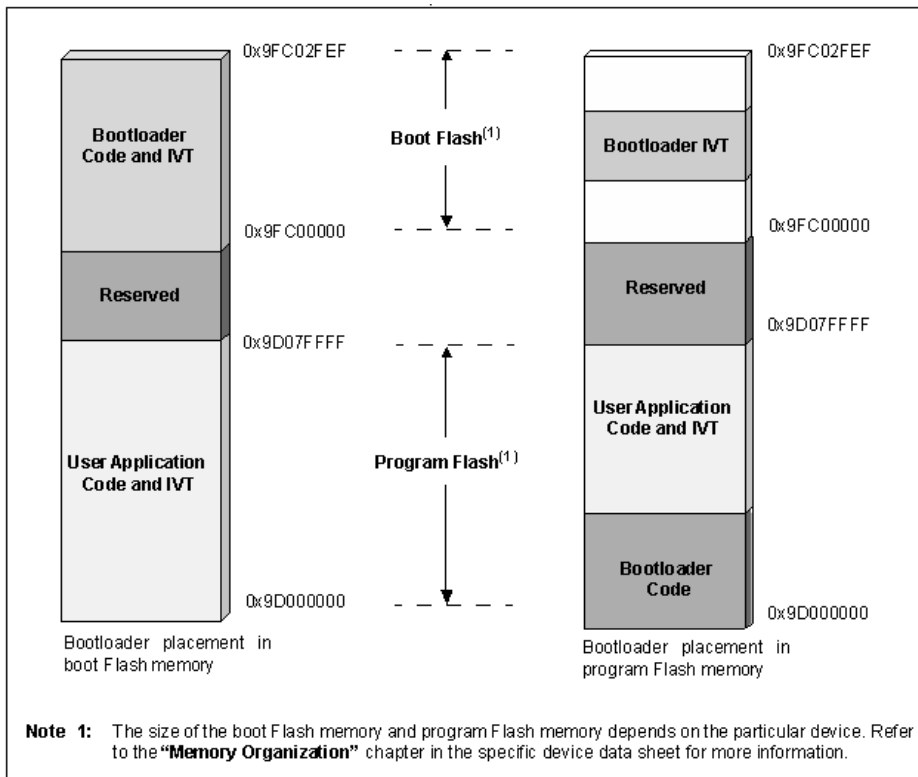 0x9FC02FEF
Bootloader
Code and IVT
0x9FC00000
Reserved
0x9D07FFFF
User Application
Code and IVT
0x9D000000
Bootloader placement in
boot Flash memory
Boot Flash(1)
Program Flash(1)
0x9FC02FEF
Bootloader IVT
0x9FC00000
Reserved
0x9D07FFFF
User Application
Code and IVT
Bootloader
Code
0x9D000000
Bootloader placement in
program Flash memory
Note 1: The size of the boot Flash memory and program Flash memory depends on the particular device. Refer
to the "Memory Organization" chapter in the specific device data sheet for more information.